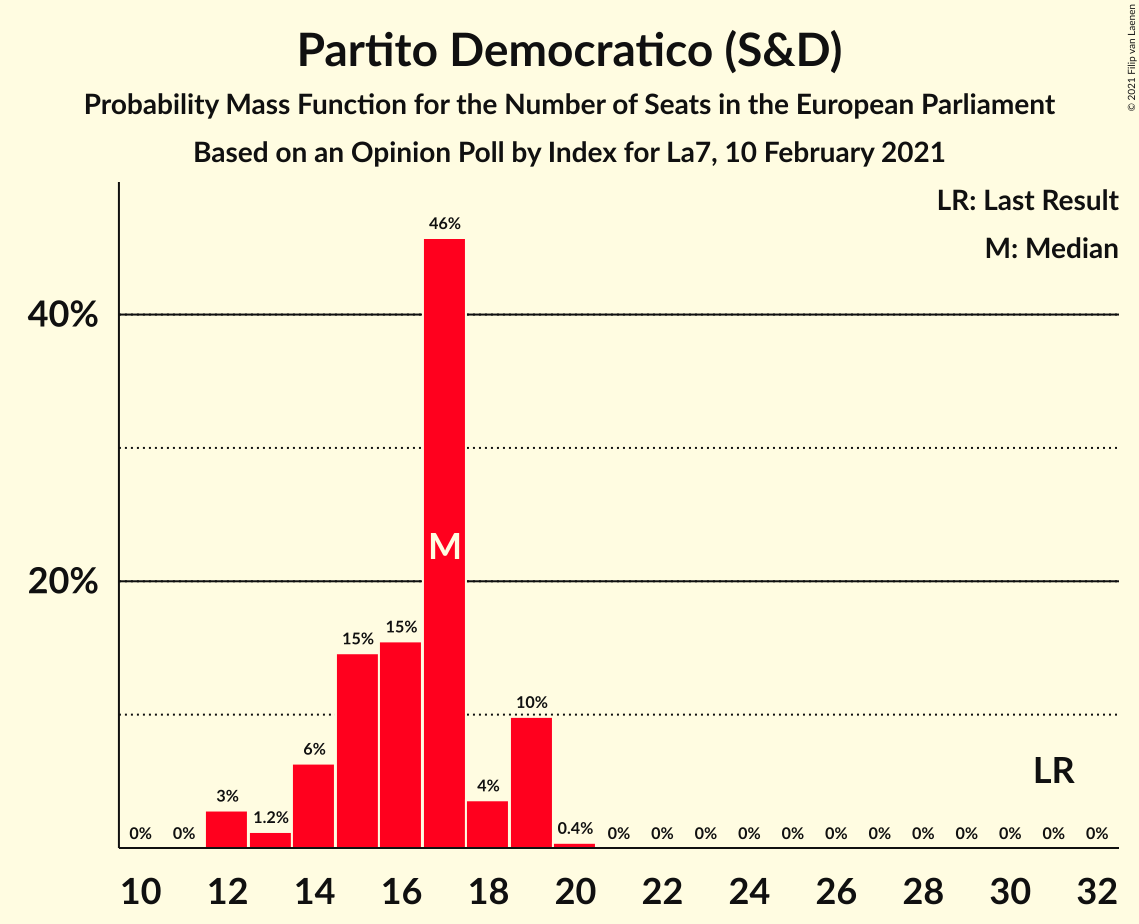 Partito Democratico (S&D)
Probability Mass Function for the Number of Seats in the European Parliament
Based on an Opinion Poll by Index for La7, 10 February 2021
© 2021 Filip van Laenen
LR: Last Result
M: Median
40%
20%
0% 0% 3% 1.2% 6% 15% 15% 46% 4% 10% 0.4% 0% 0% 0% 0% 0% 0% 0% 0% 0% 0% 0% 0%
M
LR
10 12 14 16 18 20 22 24 26 28 30 32